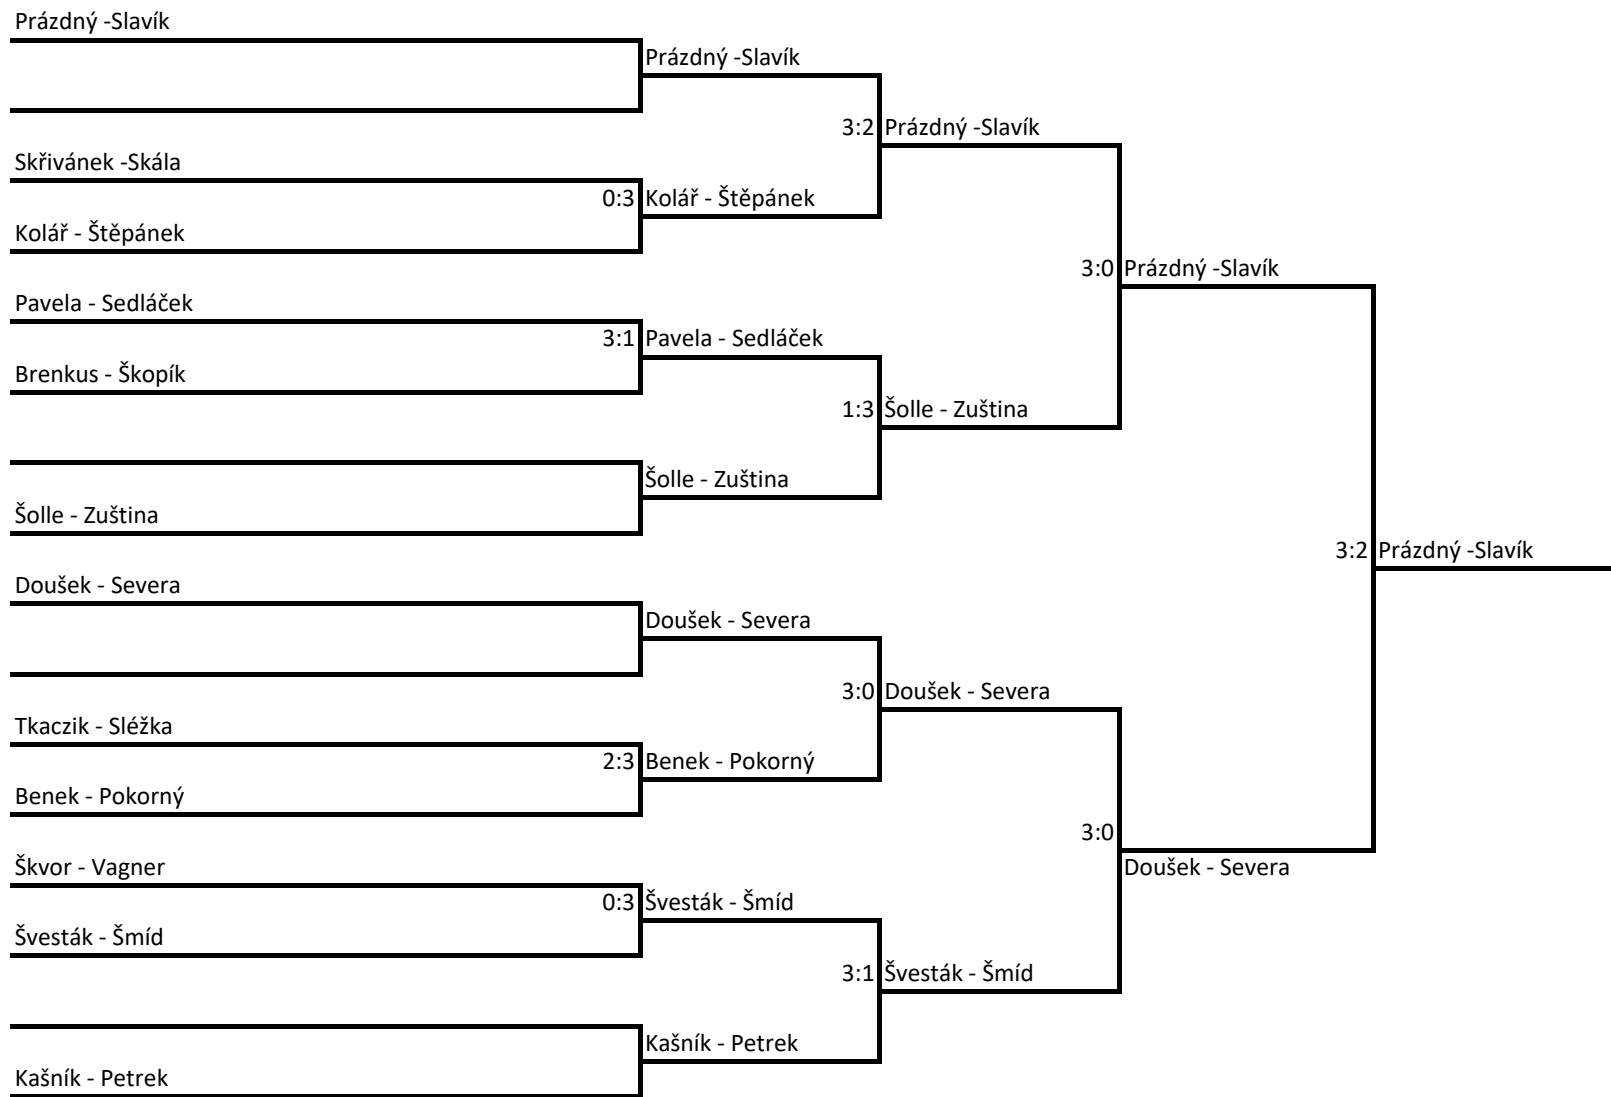 Prázdný -Slavík
Prázdný -Slavík
3:2 Prázdný -Slavík
Skřivánek -Skála
0:3 Kolář - Štěpánek
Kolář - Štěpánek
3:0 Prázdný -Slavík
Pavela - Sedláček
3:1 Pavela - Sedláček
Brenkus - Škopík
1:3 Šolle - Zuština
Šolle - Zuština
Šolle - Zuština
3:2 Prázdný -Slavík
Doušek - Severa
Doušek - Severa
3:0 Doušek - Severa
Tkaczik - Sléžka
2:3 Benek - Pokorný
Benek - Pokorný
3:0
Doušek - Severa
Škvor - Vagner
0:3 Švesták - Šmíd
Švesták - Šmíd
3:1 Švesták - Šmíd
Kašník - Petrek
Kašník - Petrek